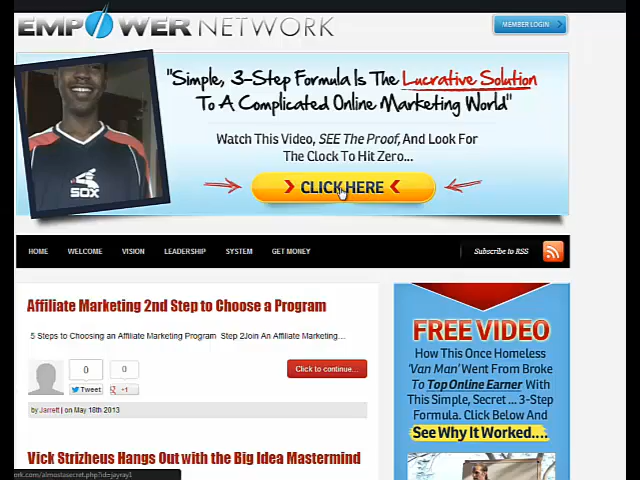 EMPOWER NETWORK
MEMBER LOGIN
"Simple, 3-Step Formula Is The Lucrative Solution
To A Complicated Online Marketing World"
Watch This Video, SEE The Proof, And Look For
The Clock To Hit Zero...
CLICK HERE
SOX
HOME WELCOME VISION LEADERSHIP SYSTEM GET MONEY
Subscribe to RSS
Affiliate Marketing 2nd Step to Choose a Program
5 Steps to Choosing an Affiliate Marketing Program Step 2Join An Affiliate Marketing…
0
0
Tweet
+1
Click to continue...
by Jarrett | on May 18th 2013
Vick Strizheus Hangs Out with the Big Idea Mastermind
FREE VIDEO
How This Once Homeless
'Van Man' Went From Broke
To Top Online Earner With
This Simple, Secret ... 3-Step
Formula. Click Below And
See Why It Worked....
work.com/almostasecret.php?id=jayray1